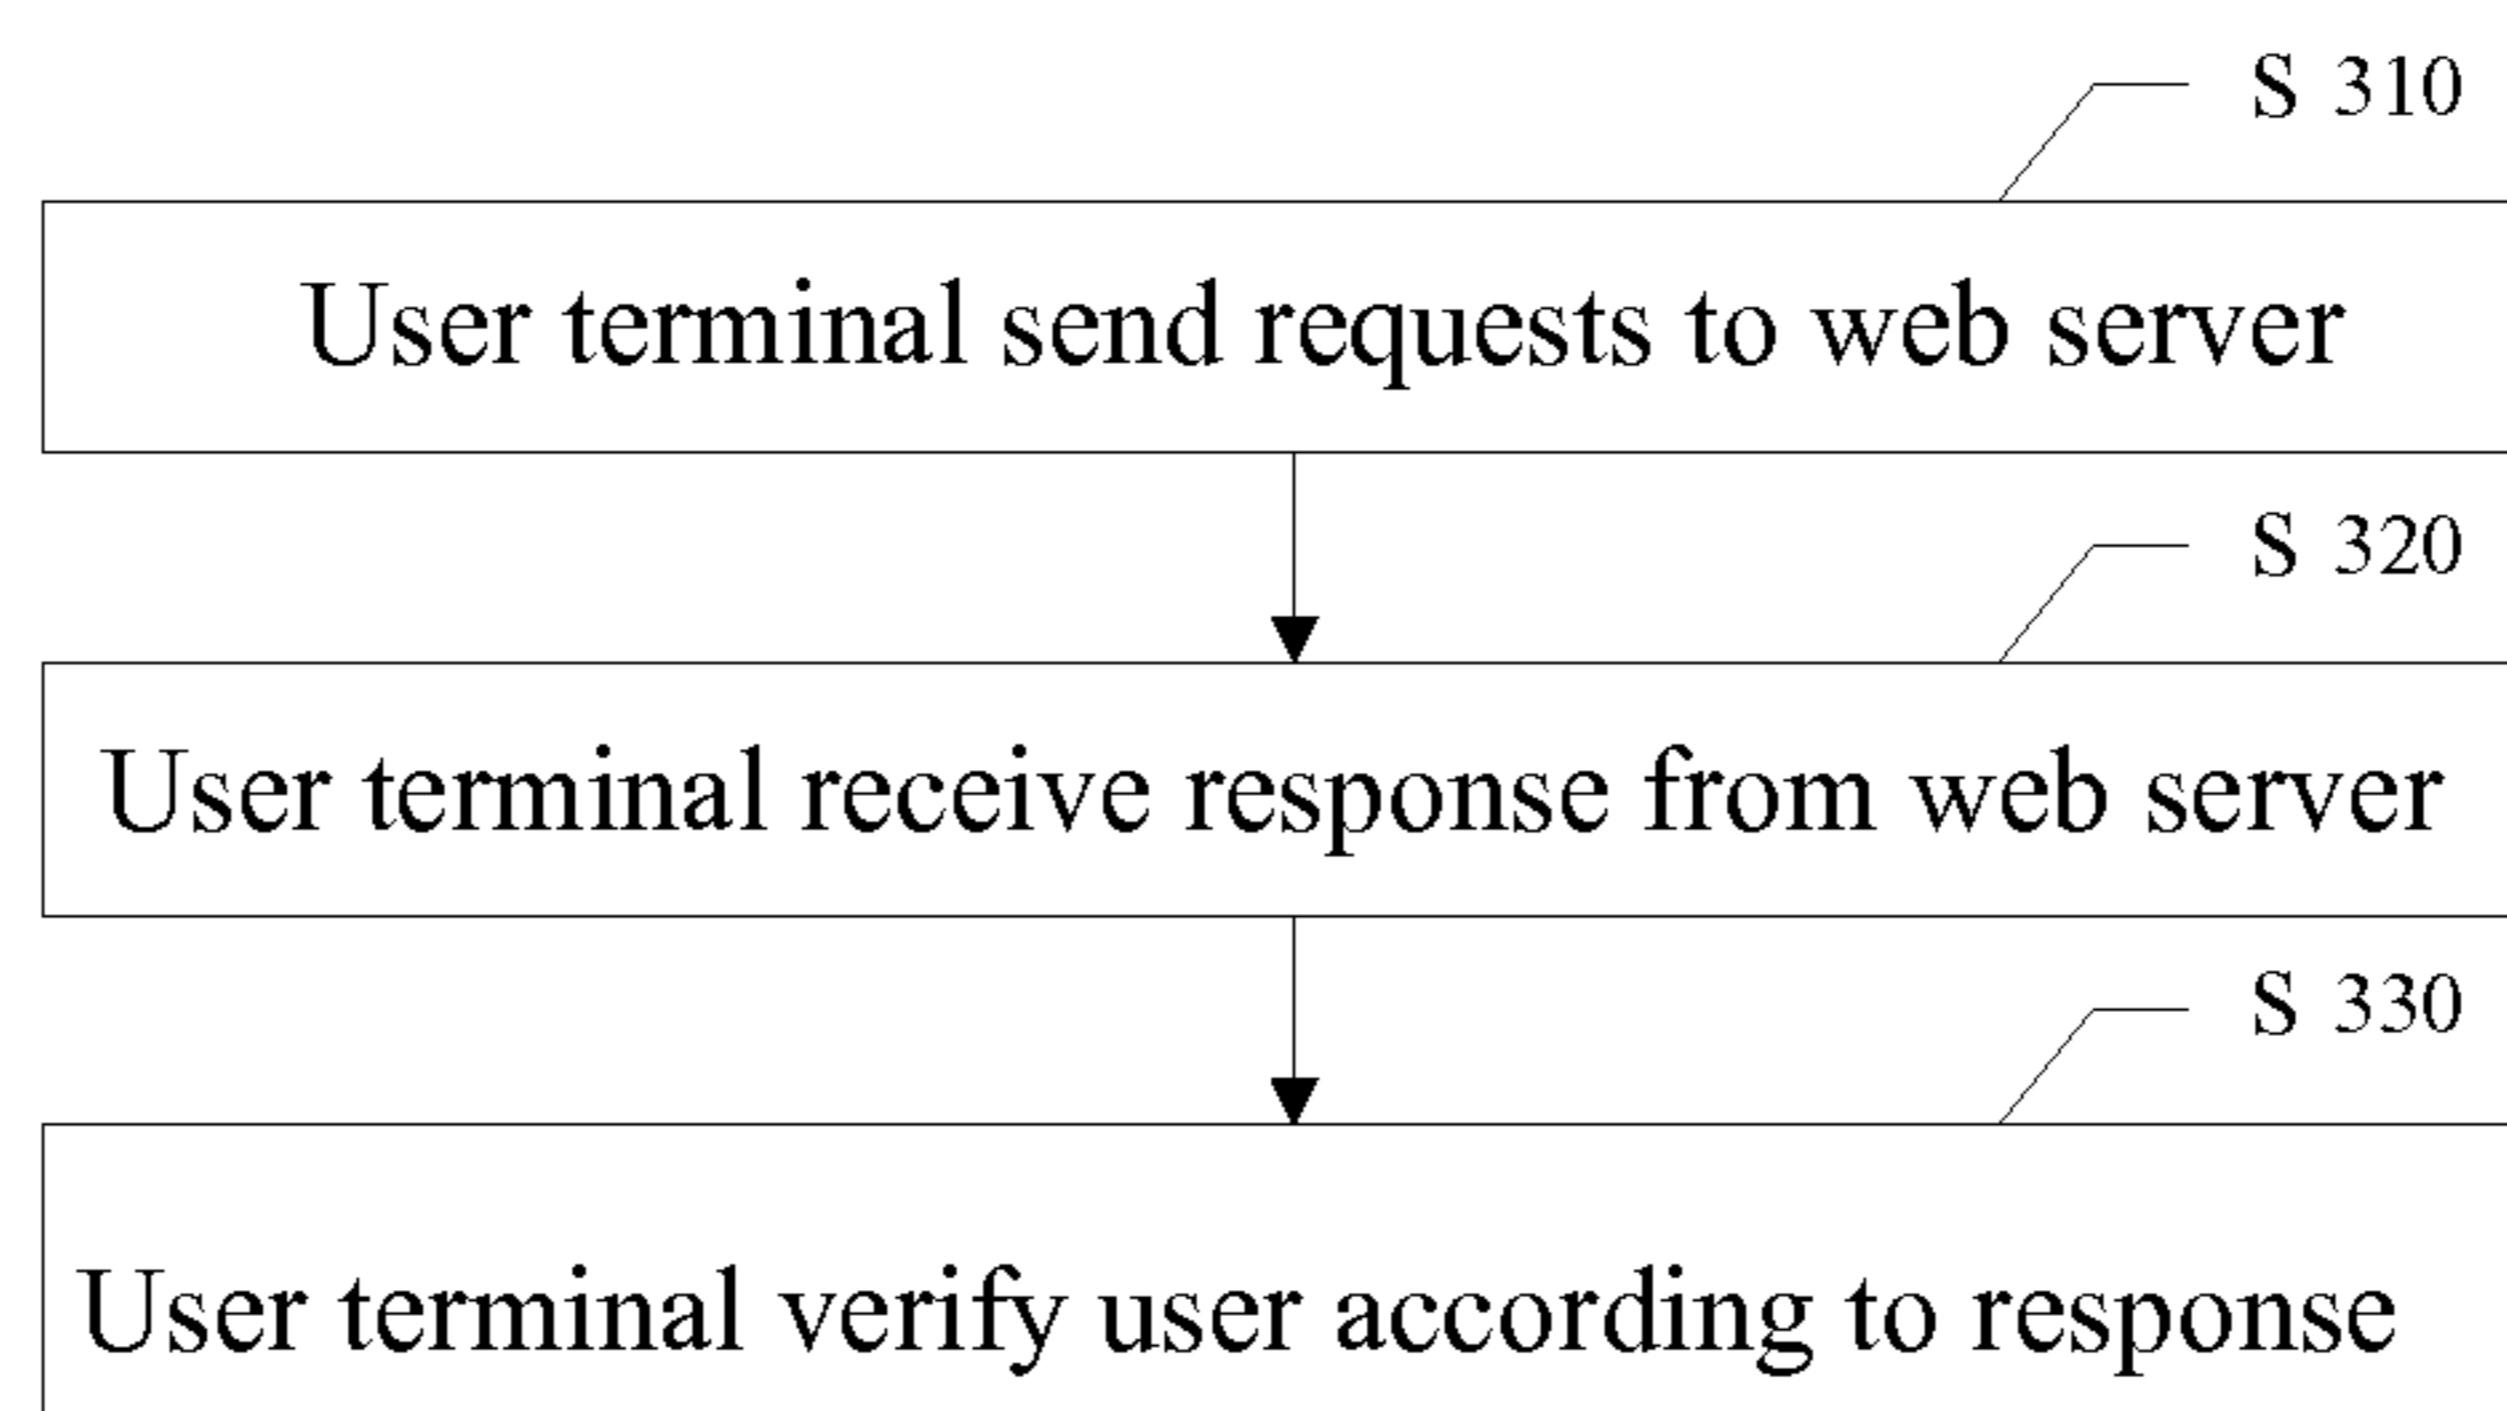 S 310
User terminal send requests to web server
S 320
User terminal receive response from web server
S 330
User terminal verify user according to response